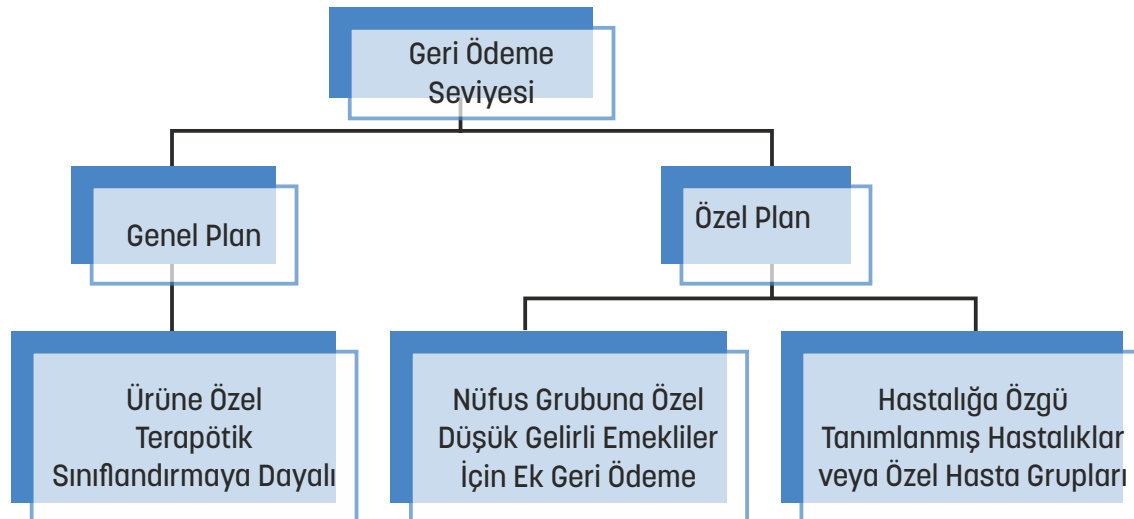 Geri Ödeme
Seviyesi
Genel Plan
Özel Plan
Ürüne Özel
Terapötik
Sınıflandırmaya Dayalı
Nüfus Grubuna Özel
Düşük Gelirli Emekliler
İçin Ek Geri Ödeme
Hastalığa Özgü
Tanımlanmış Hastalıklar
veya Özel Hasta Grupları